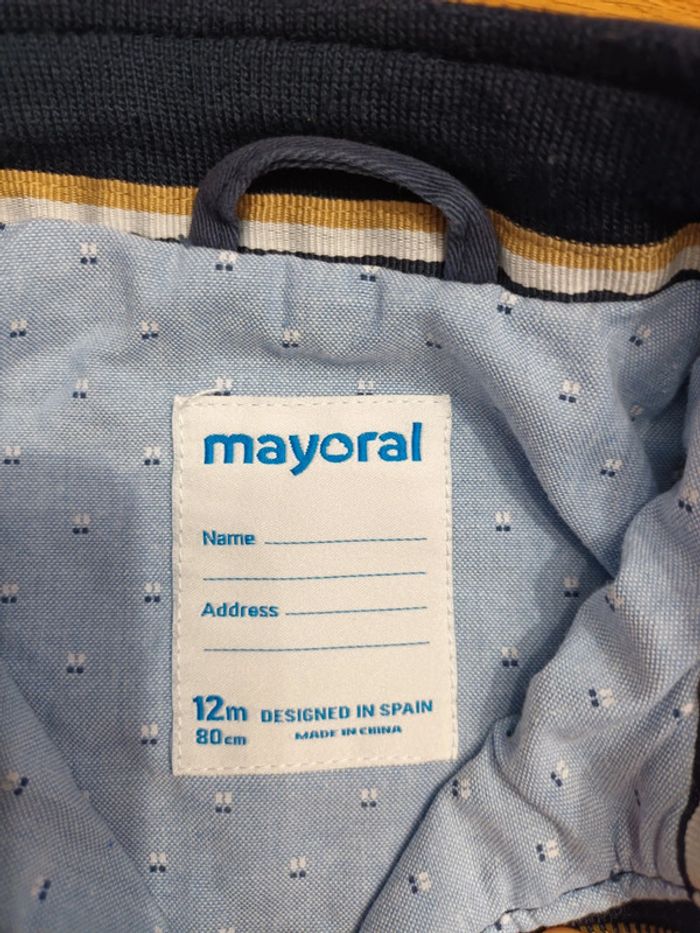 mayoral
Name
Address
12m DESIGNED IN SPAIN
80cm MADE IN CHINA